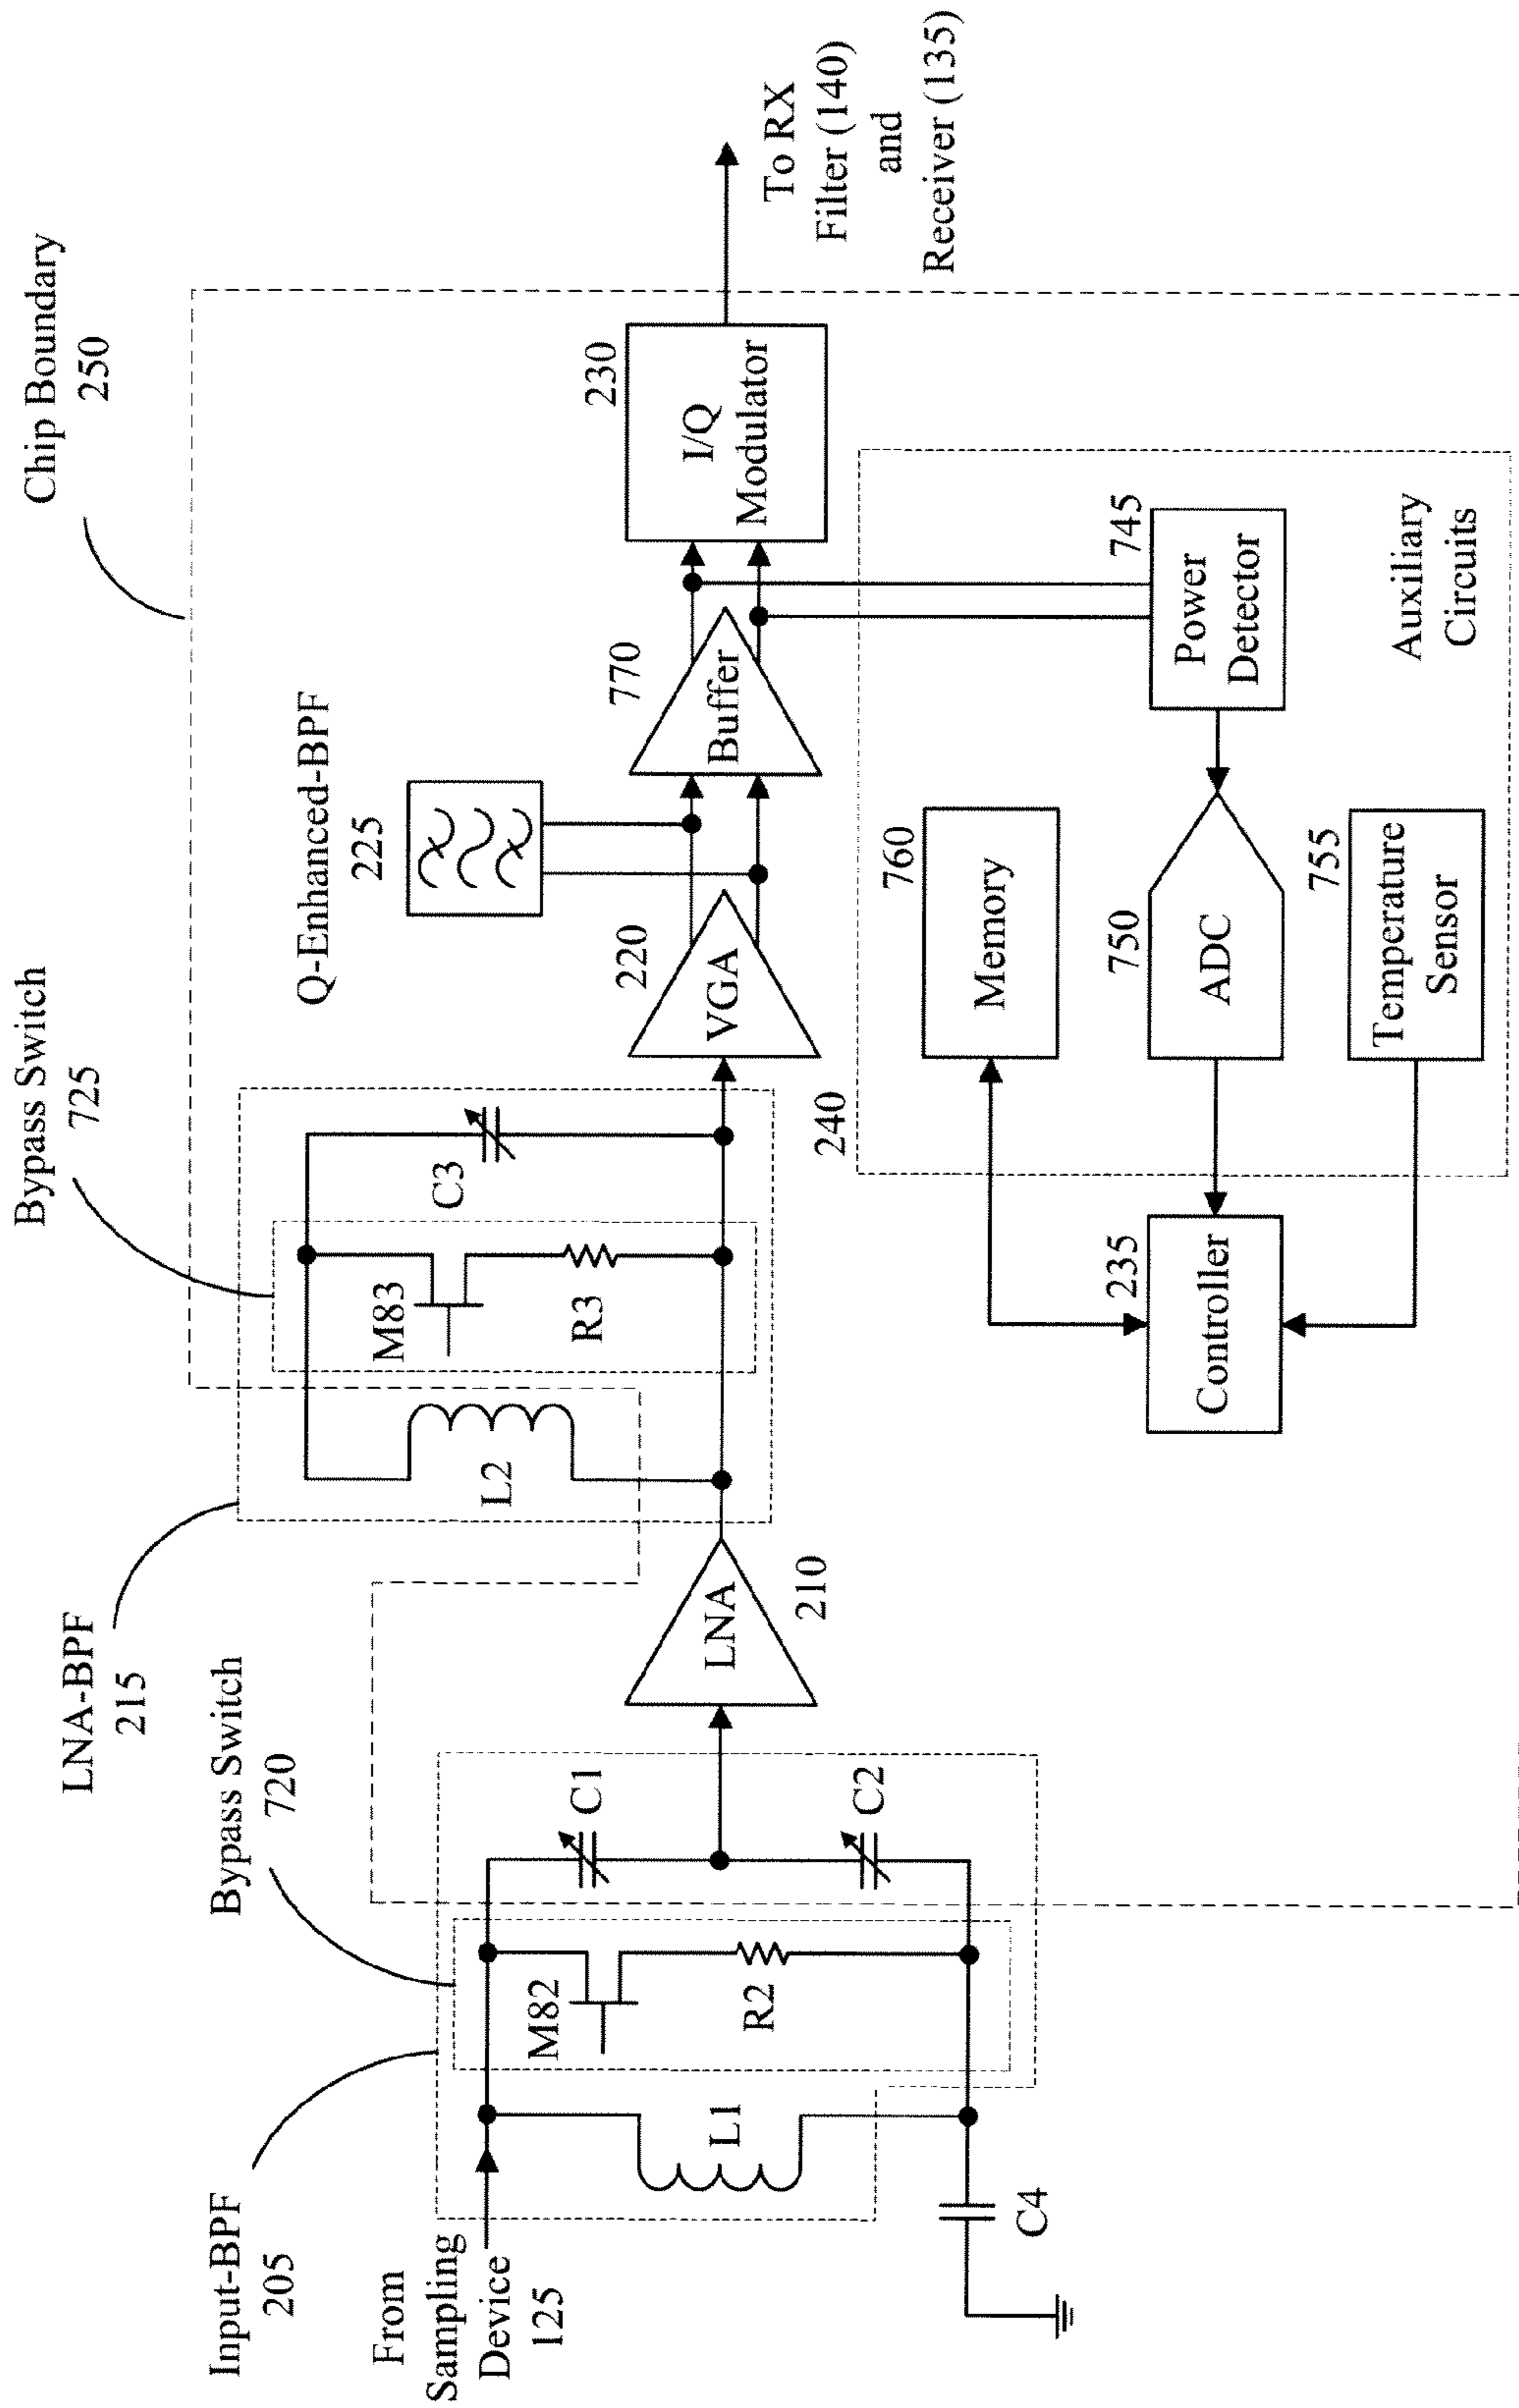 Chip Boundary
250
Bypass Switch
725
LNA-BPF
215
Bypass Switch
720
Input-BPF
205
From
Sampling
Device
125
L1
M82
R2
C1
C2
C4
LNA
210
L2
M83
R3
C3
VGA
220
Q-Enhanced-BPF
225
Buffer
770
I/Q
Modulator
230
To RX
Filter (140)
and
Receiver (135)
240
Controller
235
Memory
760
ADC
750
Temperature
Sensor
755
Power
Detector
745
Auxiliary
Circuits